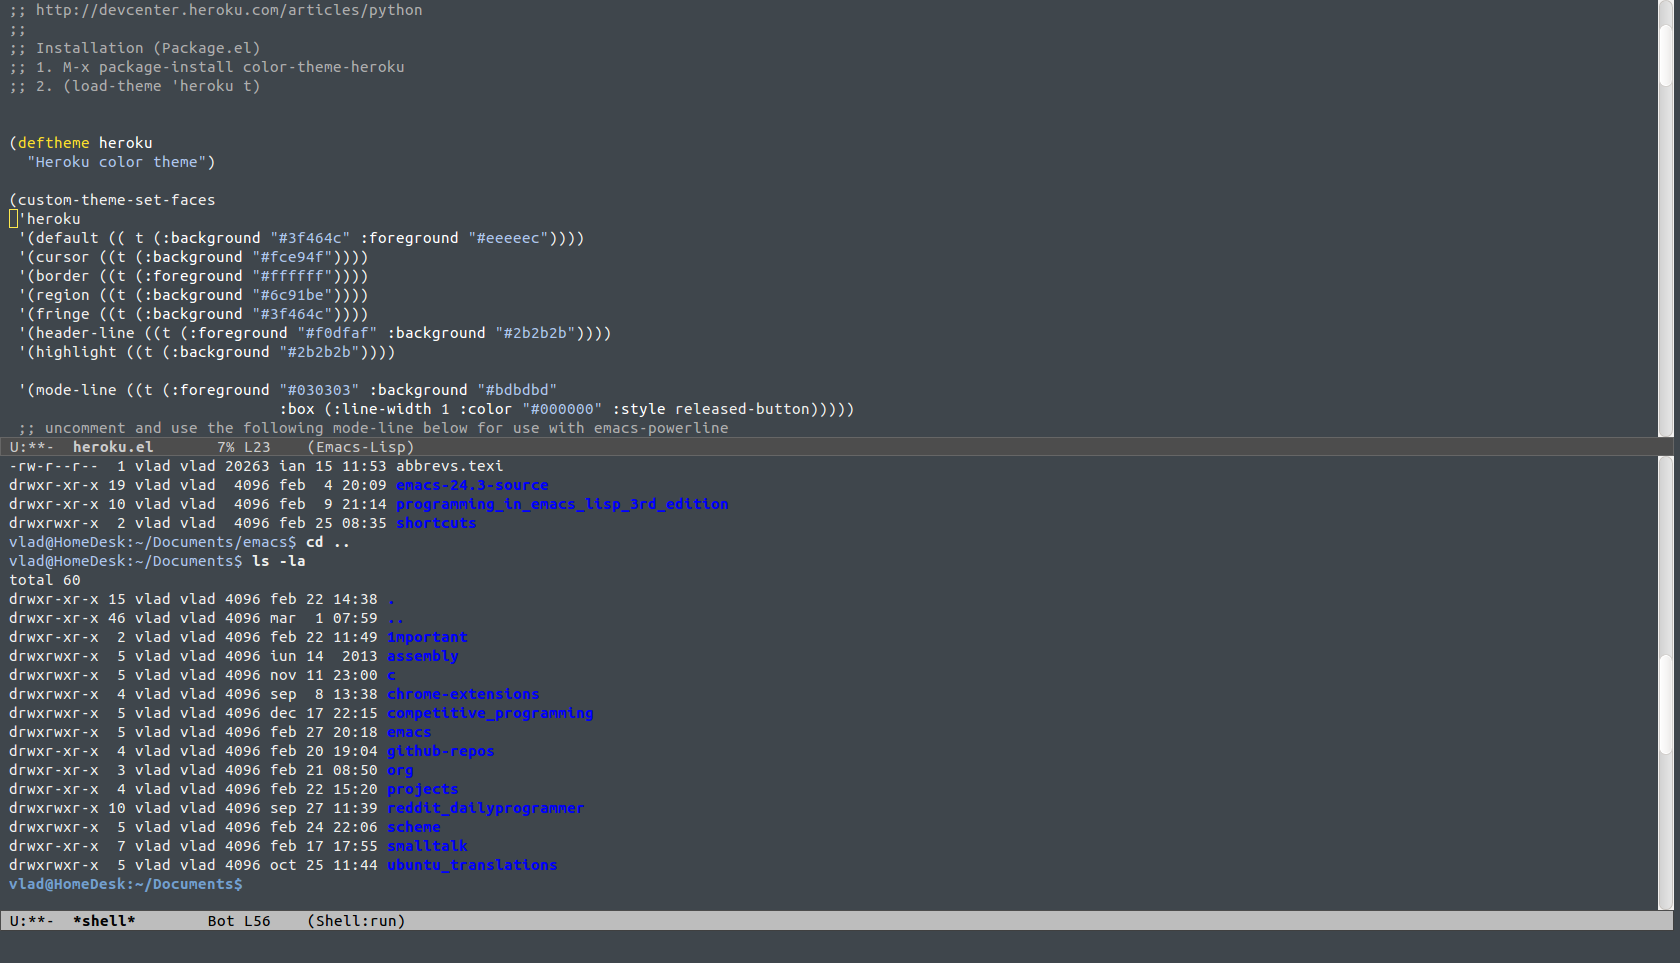 ;; http://devcenter.heroku.com/articles/python
;;
;; Installation (Package.el)
;; 1. M-x package-install color-theme-heroku
;; 2. (load-theme 'heroku t)
(deftheme heroku
  "Heroku color theme")
(custom-theme-set-faces
 'heroku
 '(default (( t (:background "#3f464c" :foreground "#eeeeec"))))
 '(cursor ((t (:background "#fce94f"))))
 '(border ((t (:foreground "#ffffff"))))
 '(region ((t (:background "#6c91be"))))
 '(fringe ((t (:background "#3f464c"))))
 '(header-line ((t (:foreground "#f0dfaf" :background "#2b2b2b"))))
 '(highlight ((t (:background "#2b2b2b"))))
 '(mode-line ((t (:foreground "#030303" :background "#bdbdbd"
                              :box (:line-width 1 :color "#000000" :style released-button)))))
 ;; uncomment and use the following mode-line below for use with emacs-powerline
U:**-  heroku.el       7% L23    (Emacs-Lisp)
-rw-r--r--  1 vlad vlad 20263 ian 15 11:53 abbrevs.texi
drwxr-xr-x 19 vlad vlad  4096 feb  4 20:09 emacs-24.3-source
drwxr-xr-x 10 vlad vlad  4096 feb  9 21:14 programming_in_emacs_lisp_3rd_edition
drwxrwxr-x  2 vlad vlad  4096 feb 25 08:35 shortcuts
vlad@HomeDesk:~/Documents/emacs$ cd ..
vlad@HomeDesk:~/Documents$ ls -la
total 60
drwxr-xr-x 15 vlad vlad 4096 feb 22 14:38 .
drwxr-xr-x 46 vlad vlad 4096 mar  1 07:59 ..
drwxr-xr-x  2 vlad vlad 4096 feb 22 11:49 1mportant
drwxrwxr-x  5 vlad vlad 4096 iun 14  2013 assembly
drwxrwxr-x  5 vlad vlad 4096 nov 11 23:00 c
drwxrwxr-x  4 vlad vlad 4096 sep  8 13:38 chrome-extensions
drwxrwxr-x  5 vlad vlad 4096 dec 17 22:15 competitive_programming
drwxrwxr-x  5 vlad vlad 4096 feb 27 20:18 emacs
drwxr-xr-x  4 vlad vlad 4096 feb 20 19:04 github-repos
drwxr-xr-x  3 vlad vlad 4096 feb 21 08:50 org
drwxr-xr-x  4 vlad vlad 4096 feb 22 15:20 projects
drwxrwxr-x 10 vlad vlad 4096 sep 27 11:39 reddit_dailyprogrammer
drwxrwxr-x  5 vlad vlad 4096 feb 24 22:06 scheme
drwxr-xr-x  7 vlad vlad 4096 feb 17 17:55 smalltalk
drwxrwxr-x  5 vlad vlad 4096 oct 25 11:44 ubuntu_translations
vlad@HomeDesk:~/Documents$
U:**-  *shell*        Bot L56    (Shell:run)